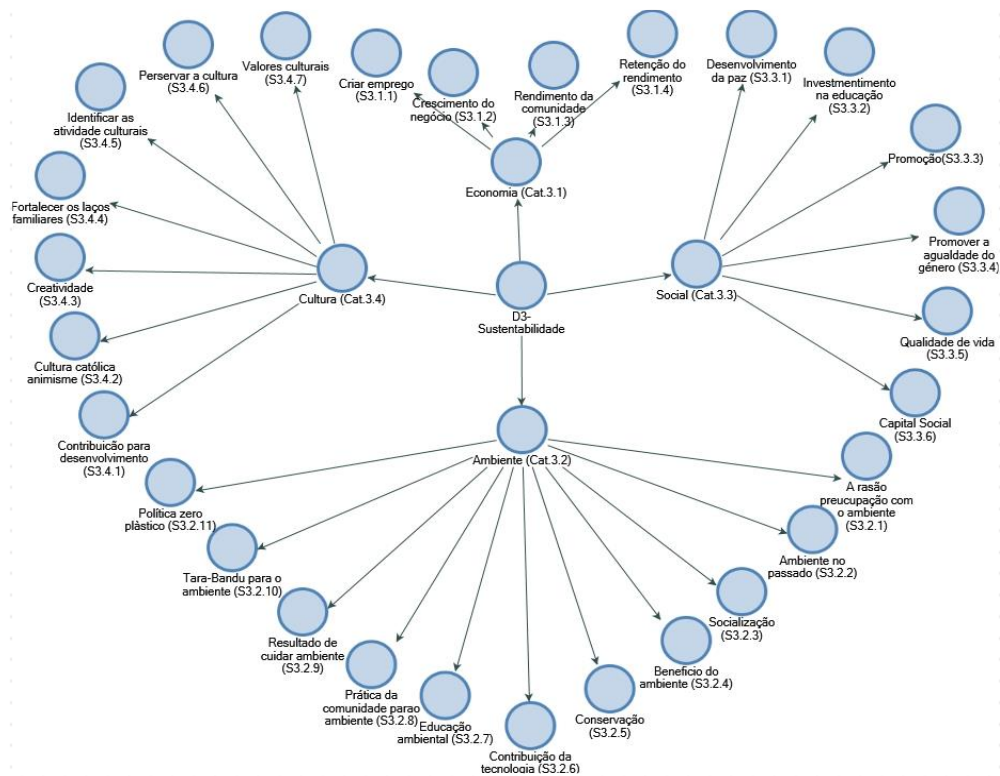 Perservar a cultura
(S3.4.6)
Valores culturais
(S3.4.7)
Criar emprego
(S3.1.1)
Crescimento do
negócio (S3.1.2)
Rendimento da
comunidade
(S3.1.3)
Retenção do
rendimento
(S3.1.4)
Desenvolvimento
da paz (S3.3.1)
Investmentimento
na educação
(S3.3.2)
Identificar as
atividade culturais
(S3.4.5)
Promoção(S3.3.3)
Fortalecer os laços
familiares (S3.4.4)
Economia (Cat.3.1)
Promover a
agualdade do
género (S3.3.4)
Creatividade
(S3.4.3)
Cultura (Cat.3.4)
D3-
Sustentabilidade
Social (Cat.3.3)
Qualidade de vida
(S3.3.5)
Cultura católica
animisme (S3.4.2)
Capital Social
(S3.3.6)
Contribuicão para
desenvolvimento
(S3.4.1)
Ambiente (Cat.3.2)
A rasão
preucupação com
o ambiente
(S3.2.1)
Política zero
plàstico (S3.2.11)
Ambiente no
passado (S3.2.2)
Tara-Bandu para o
ambiente (S3.2.10)
Socialização
(S3.2.3)
Resultado de
cuidar ambiente
(S3.2.9)
Beneficio do
ambiente (S3.2.4)
Prática da
comunidade parao
ambiente (S3.2.8)
Educação
ambiental (S3.2.7)
Conservação
(S3.2.5)
Contribuição da
tecnologia (S3.2.6)